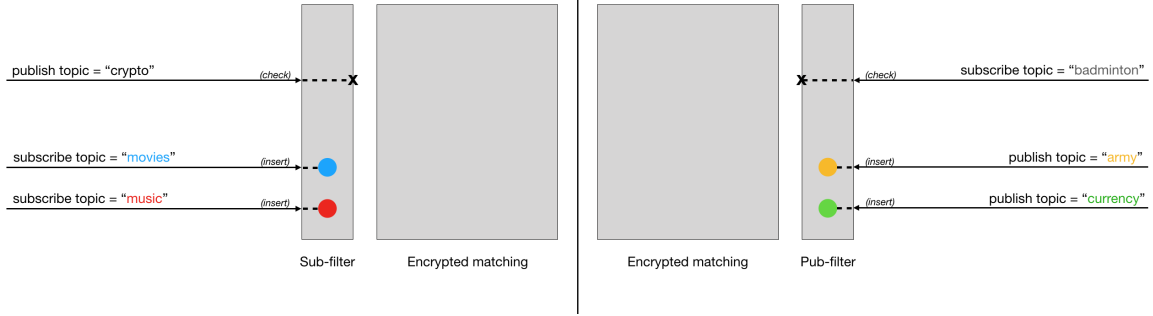 publish topic = “crypto”
(check)
x
subscribe topic = “movies”
(insert)
subscribe topic = “music”
(insert)
Sub-filter
Encrypted matching
x
(check)
subscribe topic = “badminton”
(insert)
publish topic = “army”
(insert)
publish topic = “currency”
Encrypted matching
Pub-filter